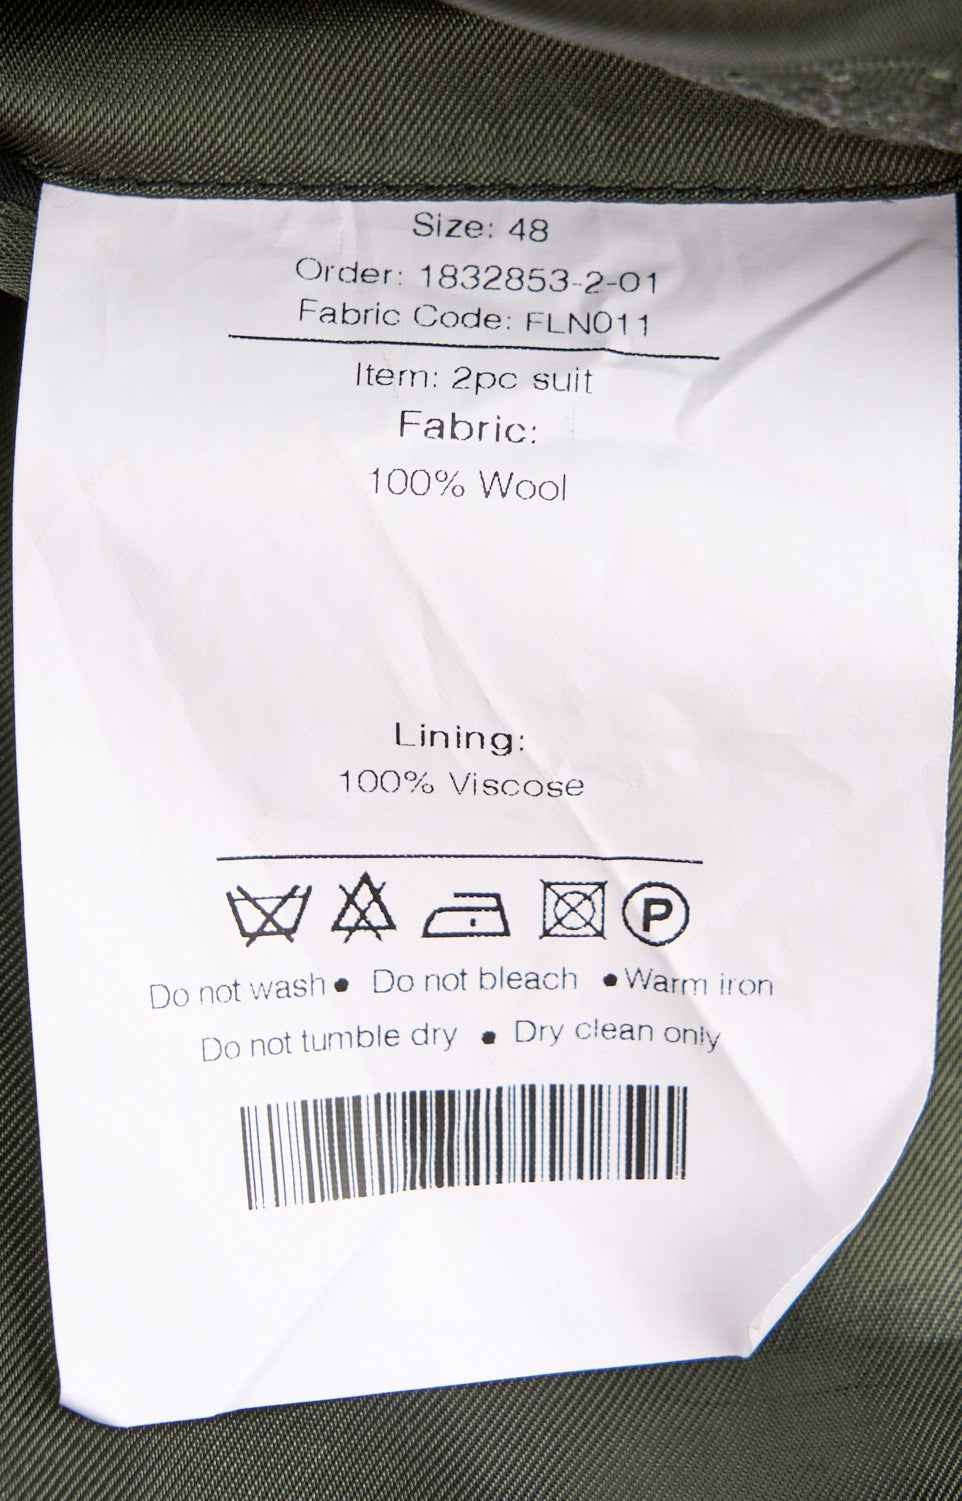 Size: 48
Order: 1832853-2-01
Fabric Code: FLN011
Item: 2pc suit
Fabric:
100% Wool
Lining:
100% Viscose
P
Do not wash • Do not bleach • Warm iron
Do not tumble dry • Dry clean only